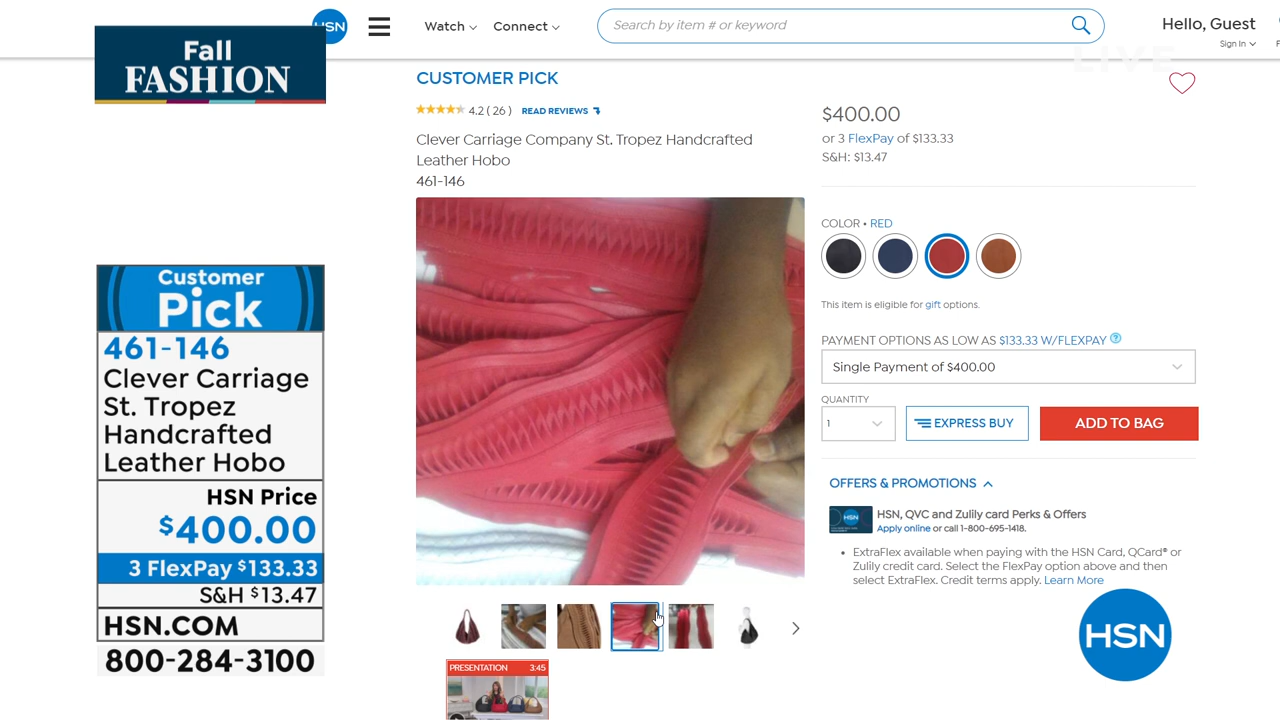 HSN
Watch
Connect
Search by item # or keyword
Hello, Guest
Sign In
Fall
FASHION
LIVE
CUSTOMER PICK
4.2 ( 26 )
READ REVIEWS
Clever Carriage Company St. Tropez Handcrafted
Leather Hobo
461-146
$400.00
or 3 FlexPay of $133.33
S&H: $13.47
COLOR • RED
This item is eligible for gift options.
PAYMENT OPTIONS AS LOW AS $133.33 W/FLEXPAY ?
Single Payment of $400.00
QUANTITY
1
EXPRESS BUY
ADD TO BAG
OFFERS & PROMOTIONS
HSN
HSN, QVC and Zulily card Perks & Offers
Apply online or call 1-800-695-1418.
• ExtraFlex available when paying with the HSN Card, QCard® or
Zulily credit card. Select the FlexPay option above and then
select ExtraFlex. Credit terms apply. Learn More
HSN
Customer
Pick
461-146
Clever Carriage
St. Tropez
Handcrafted
Leather Hobo
HSN Price
$400.00
3 FlexPay $133.33
S&H $13.47
HSN.COM
800-284-3100
PRESENTATION 3:45